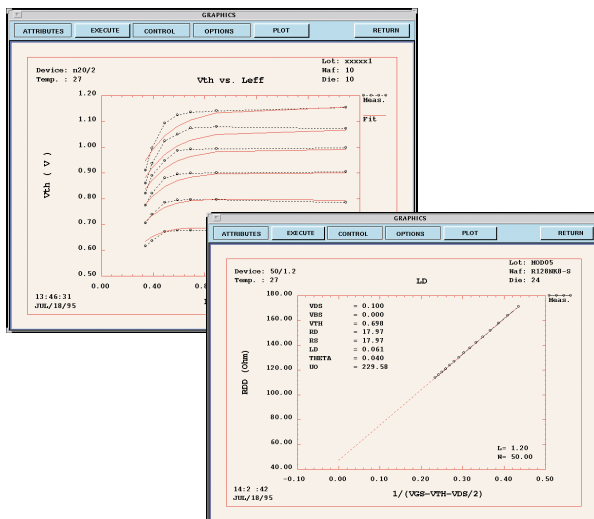 GRAPHICS
ATTRIBUTES EXECUTE CONTROL OPTIONS PLOT RETURN
Lot: xxxxx1
Device: n20/2 Waf: 10
Temp. : 27 Die: 10
Vth vs. Leff
Meas.
Fit
Vth ( V )
1.20
1.10
1.00
0.90
0.80
0.70
0.60
0.50
0.00 0.40 0.80
13:46:31
JUL/18/95
GRAPHICS
ATTRIBUTES EXECUTE CONTROL OPTIONS PLOT RETURN
Lot: MOD05
Device: 50/1.2 Waf: R128NK8-S
Temp. : 27 Die: 24
LD
Meas.
RDD (Ohm)
180.00
160.00
140.00
120.00
100.00
80.00
60.00
40.00
VDS = 0.100
VBS = 0.000
VTH = 0.698
RD = 17.97
RS = 17.97
LD = 0.061
THETA = 0.040
UO = 229.58
L= 1.20
W= 50.00
-0.10 0.00 0.10 0.20 0.30 0.40 0.50
1/(VGS-VTH-VDS/2)
14:2 :42
JUL/18/95